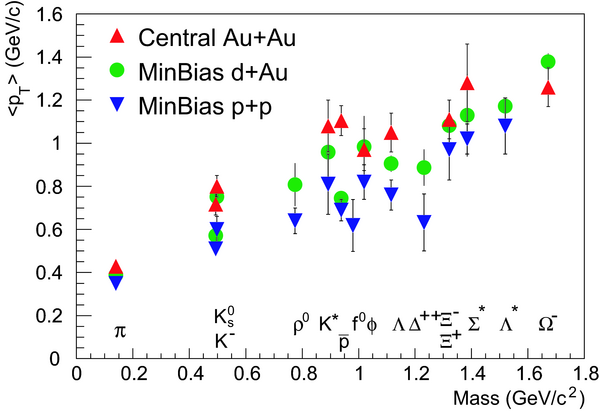 <p_T> (GeV/c)
1.6
1.4
1.2
1
0.8
0.6
0.4
0.2
0
Central Au+Au
MinBias d+Au
MinBias p+p
π K⁰ₛ K⁻ ρ⁰ K* p̅ f⁰ φ Λ Δ⁺⁺ Ξ⁻ Ξ⁺ Σ* Λ* Ω⁻
0 0.2 0.4 0.6 0.8 1 1.2 1.4 1.6 1.8
Mass (GeV/c²)